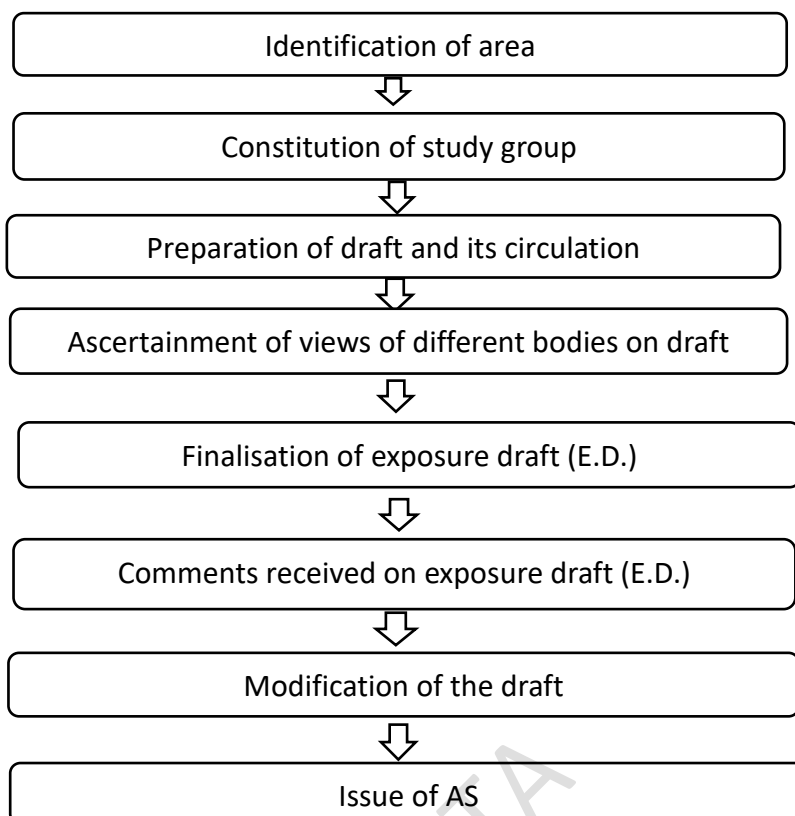 Identification of area
Constitution of study group
Preparation of draft and its circulation
Ascertainment of views of different bodies on draft
Finalisation of exposure draft (E.D.)
Comments received on exposure draft (E.D.)
Modification of the draft
Issue of AS